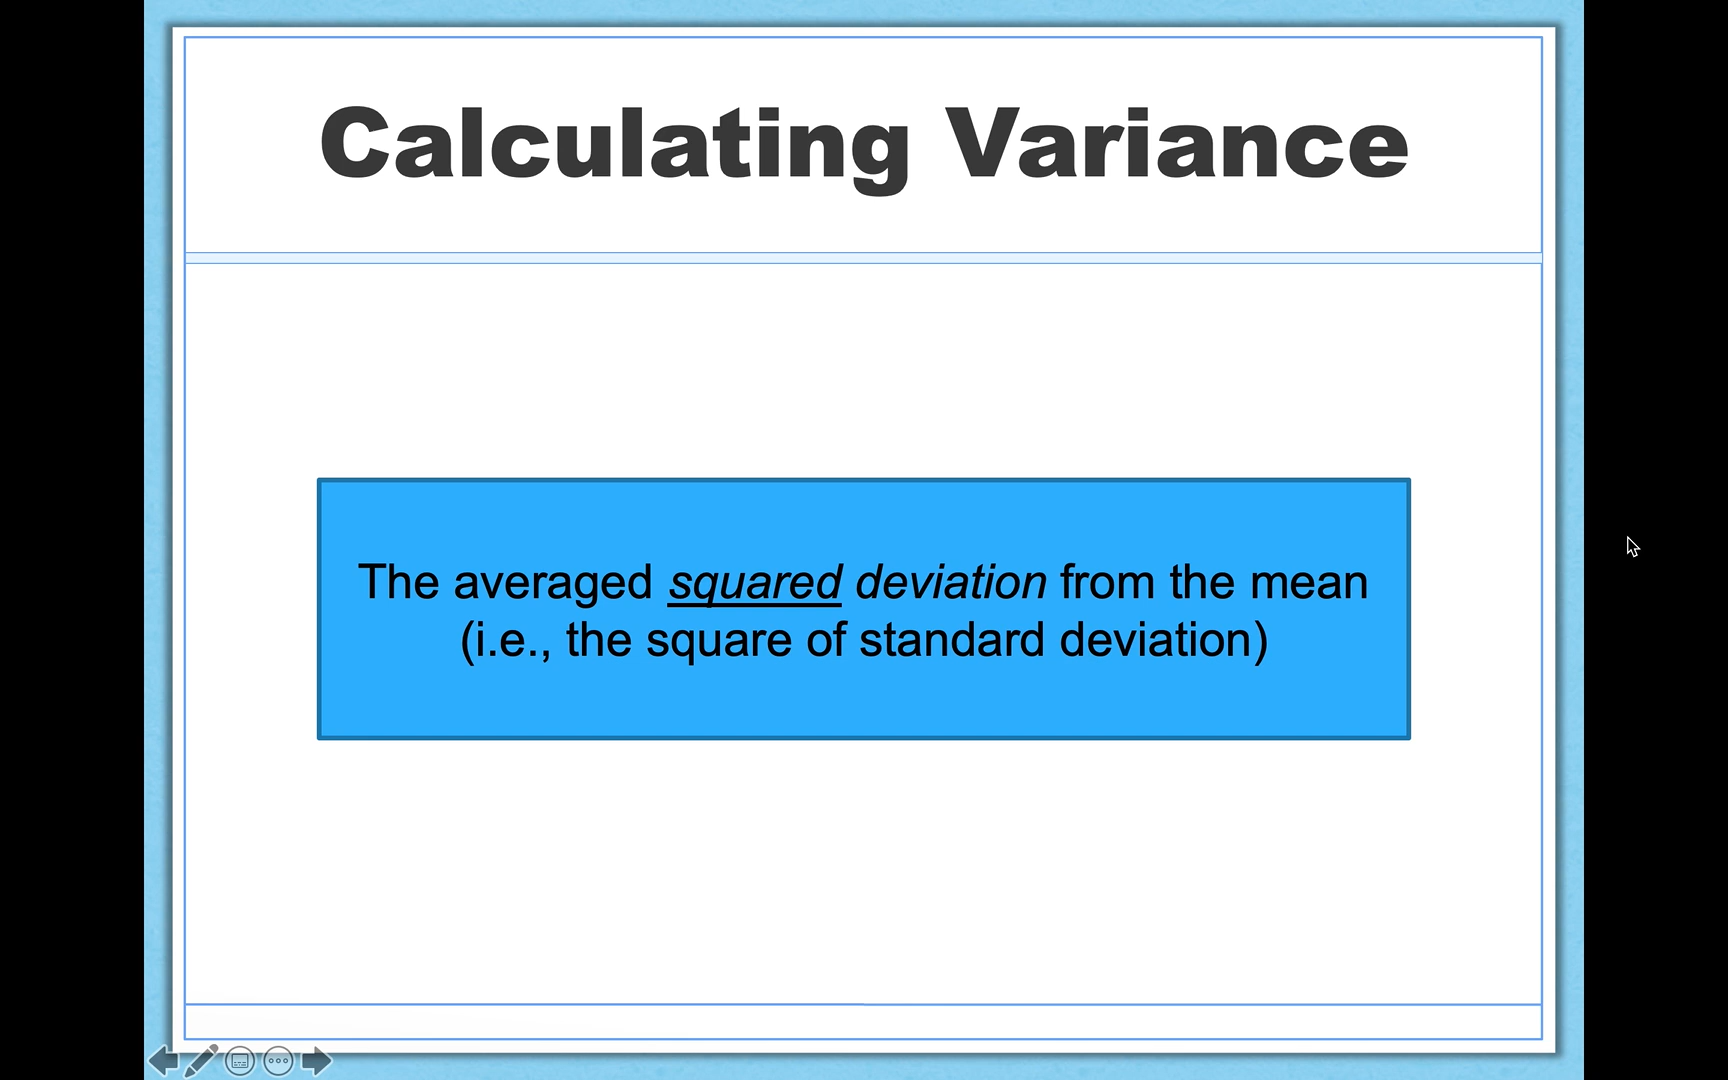 Calculating Variance
The averaged squared deviation from the mean
(i.e., the square of standard deviation)